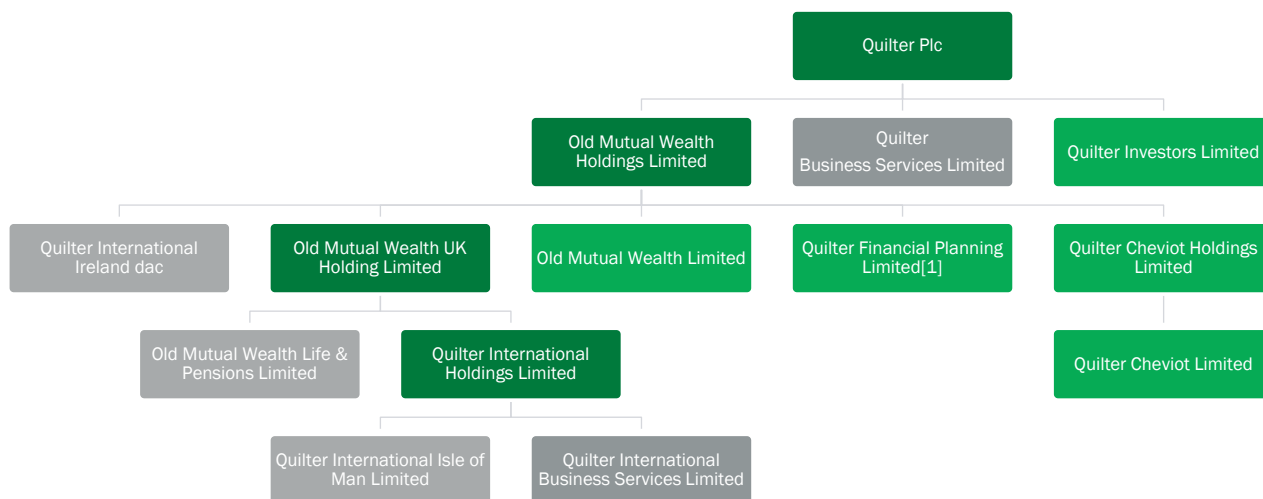 Quilter Plc
Old Mutual Wealth
Holdings Limited
Quilter
Business Services Limited
Quilter Investors Limited
Quilter International
Ireland dac
Old Mutual Wealth UK
Holding Limited
Old Mutual Wealth Limited
Quilter Financial Planning
Limited[1]
Quilter Cheviot Holdings
Limited
Old Mutual Wealth Life &
Pensions Limited
Quilter International
Holdings Limited
Quilter Cheviot Limited
Quilter International Isle of
Man Limited
Quilter International
Business Services Limited